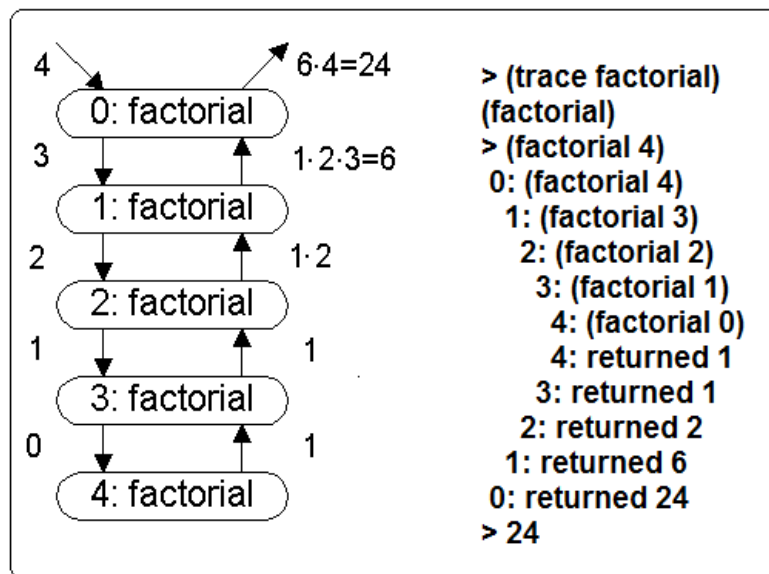 4
6·4=24
0: factorial
3
1·2·3=6
1: factorial
2
1·2
2: factorial
1
1
3: factorial
0
1
4: factorial
> (trace factorial)
(factorial)
> (factorial 4)
0: (factorial 4)
1: (factorial 3)
2: (factorial 2)
3: (factorial 1)
4: (factorial 0)
4: returned 1
3: returned 1
2: returned 2
1: returned 6
0: returned 24
> 24